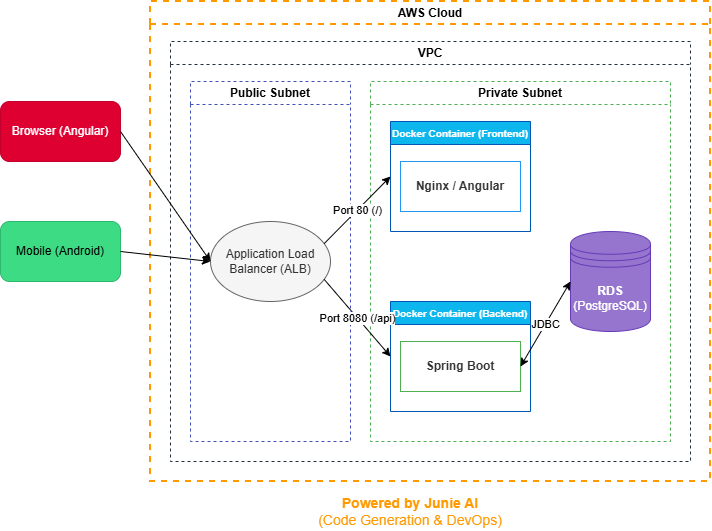 AWS Cloud
VPC
Public Subnet
Private Subnet
Browser (Angular)
Mobile (Android)
Docker Container (Frontend)
Nginx / Angular
Port 80 (/)
Application Load
Balancer (ALB)
Port 8080 (/api)
Docker Container (Backend)
Spring Boot
JDBC
RDS
(PostgreSQL)
Powered by Junie AI
(Code Generation & DevOps)